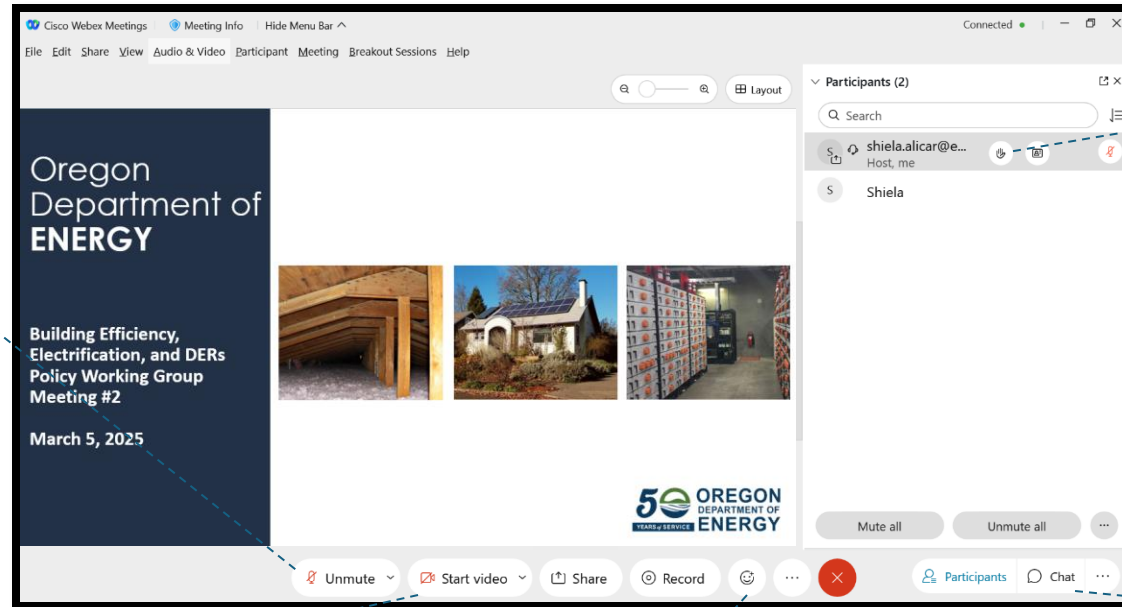 Cisco Webex Meetings Meeting Info Hide Menu Bar Connected
File Edit Share View Audio & Video Participant Meeting Breakout Sessions Help
Layout
Participants (2)
Search
S shiela.alicar@e...
Host, me
S Shiela
Oregon
Department of
ENERGY
Building Efficiency,
Electrification, and DERs
Policy Working Group
Meeting #2
March 5, 2025
50
YEARS of SERVICE
OREGON
DEPARTMENT OF
ENERGY
Mute all Unmute all ...
Unmute Start video Share Record ... Participants Chat ...